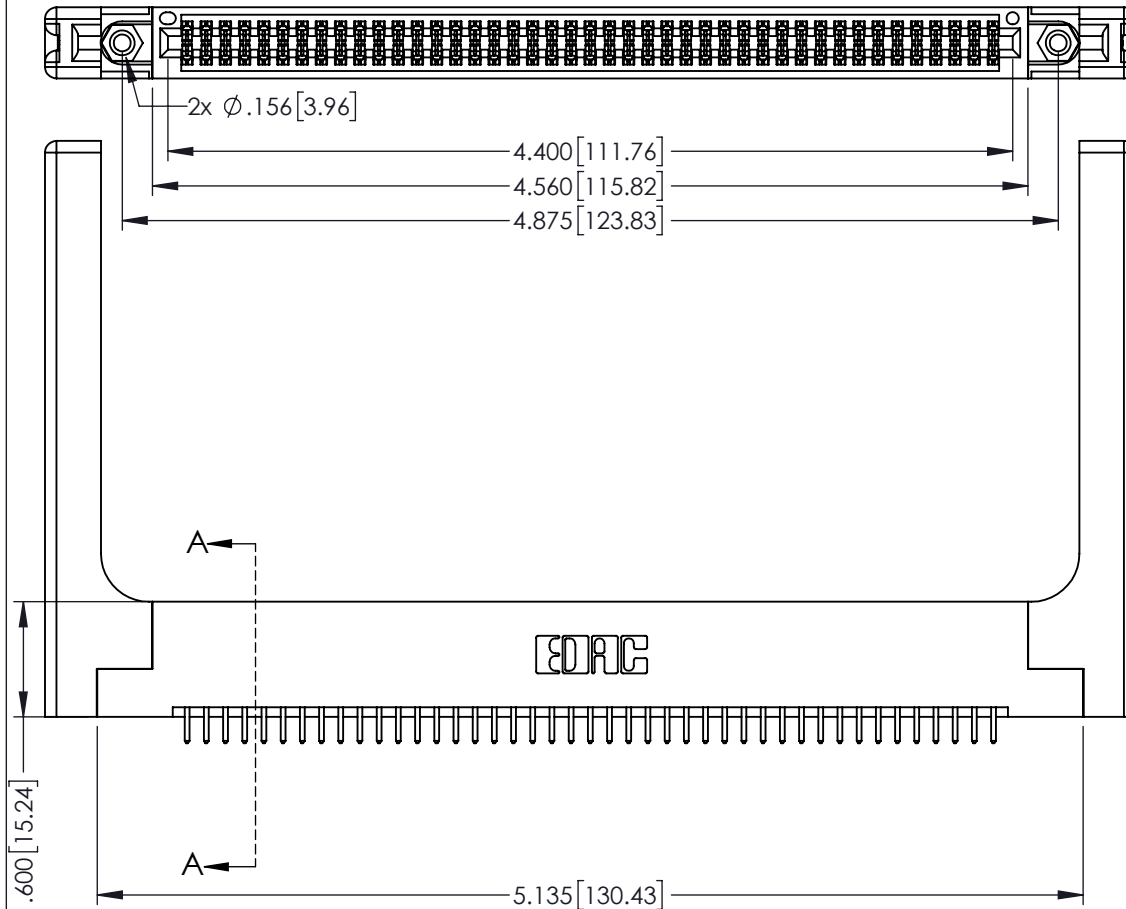 2x ∅.156[3.96]
4.400[111.76]
4.560[115.82]
4.875[123.83]
A
EDAC
.600[15.24]
A
5.135[130.43]